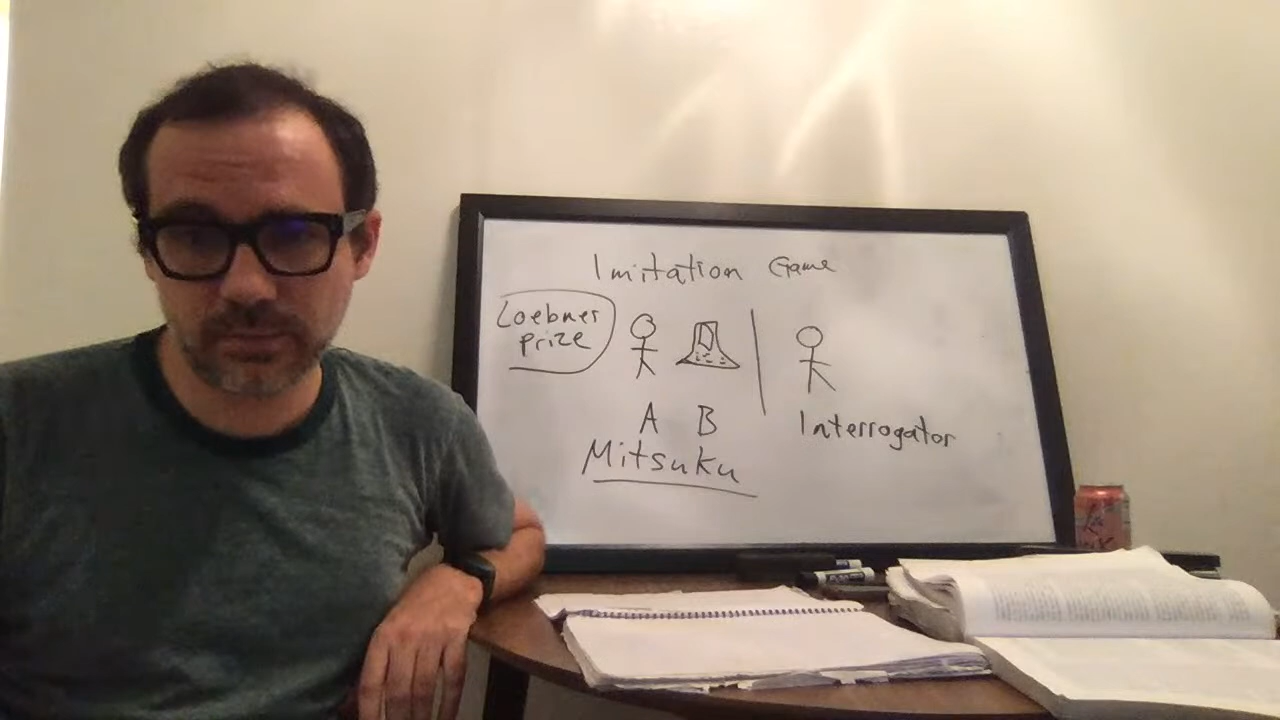 Imitation Game
Loebner
prize
A B
Interrogator
Mitsuku